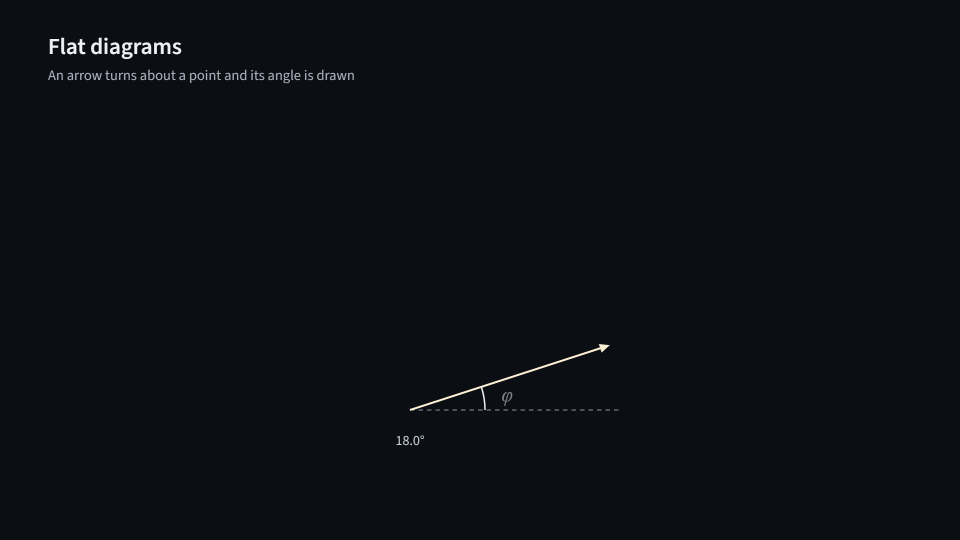 Flat diagrams
An arrow turns about a point and its angle is drawn
φ
18.0°